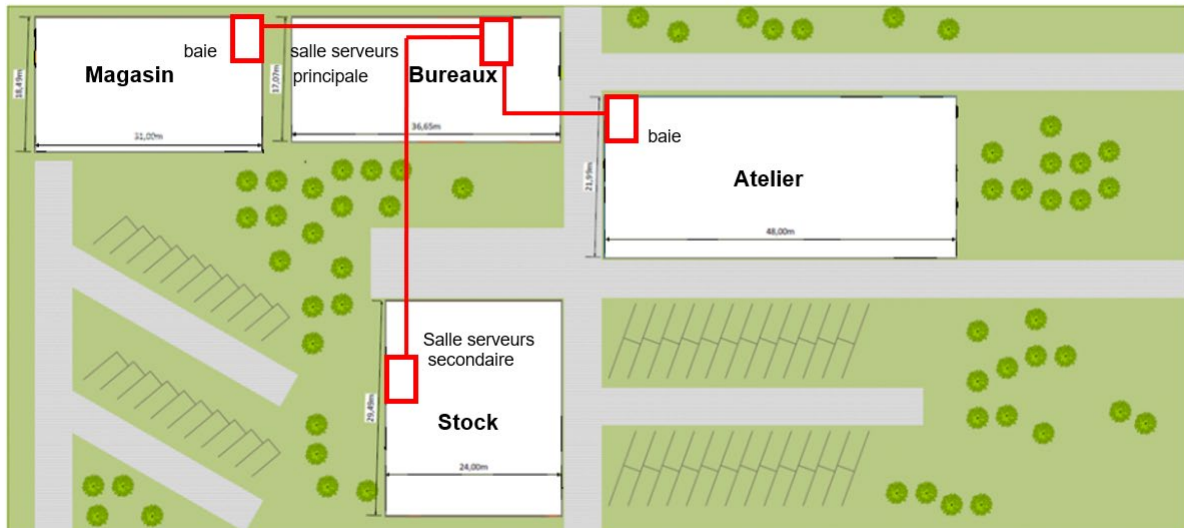 baie
Magasin
18,49m
31,00m
salle serveurs
principale
Bureaux
17,07m
36,65m
baie
Atelier
21,99m
48,00m
Salle serveurs
secondaire
Stock
29,49m
24,00m